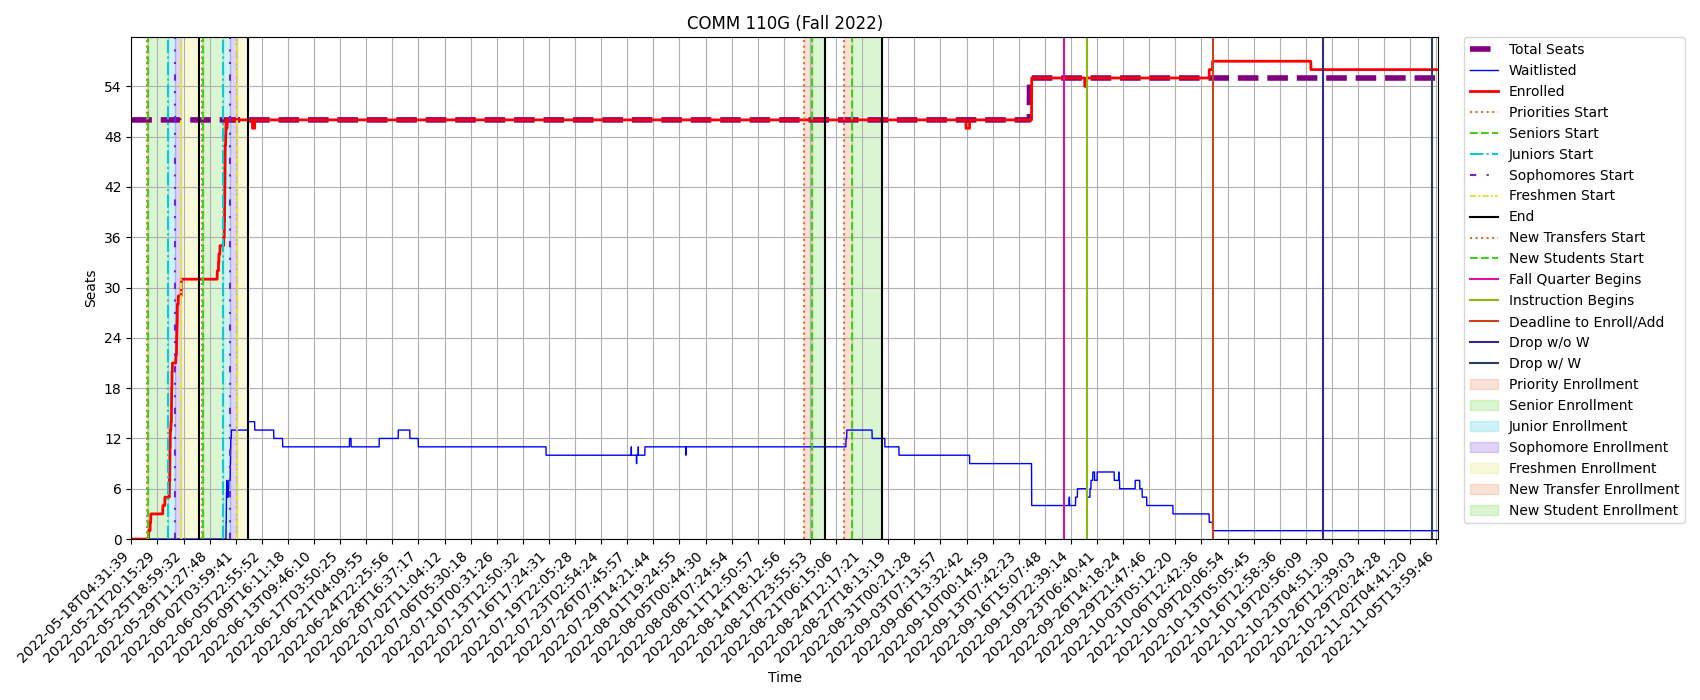 COMM 110G (Fall 2022)
Seats
54
48
42
36
30
24
18
12
6
0
2022-05-18T04:31:39
2022-05-21T20:15:29
2022-05-25T18:59:32
2022-05-29T11:27:48
2022-06-02T03:59:41
2022-06-05T22:55:52
2022-06-09T16:11:18
2022-06-13T09:46:10
2022-06-17T03:50:25
2022-06-21T04:09:55
2022-06-24T22:25:56
2022-06-28T16:37:17
2022-07-02T11:04:12
2022-07-06T05:30:18
2022-07-10T00:31:26
2022-07-13T12:50:32
2022-07-16T17:24:31
2022-07-19T22:05:28
2022-07-23T02:54:24
2022-07-26T07:45:57
2022-07-29T14:21:44
2022-08-01T19:24:55
2022-08-05T00:44:30
2022-08-08T07:24:54
2022-08-11T12:50:57
2022-08-14T18:12:56
2022-08-17T23:55:53
2022-08-21T06:15:06
2022-08-24T12:17:21
2022-08-27T18:13:19
2022-08-31T00:21:28
2022-09-03T07:13:57
2022-09-06T13:32:42
2022-09-10T00:14:59
2022-09-13T07:42:23
2022-09-16T15:07:48
2022-09-19T22:39:14
2022-09-23T06:40:41
2022-09-26T14:18:24
2022-09-29T21:47:46
2022-10-03T05:12:20
2022-10-06T12:42:36
2022-10-09T20:06:54
2022-10-13T05:05:45
2022-10-16T12:58:36
2022-10-19T20:56:09
2022-10-23T04:51:30
2022-10-26T12:39:03
2022-10-29T20:24:28
2022-11-02T04:41:20
2022-11-05T13:59:46
Time
Total Seats
Waitlisted
Enrolled
Priorities Start
Seniors Start
Juniors Start
Sophomores Start
Freshmen Start
End
New Transfers Start
New Students Start
Fall Quarter Begins
Instruction Begins
Deadline to Enroll/Add
Drop w/o W
Drop w/ W
Priority Enrollment
Senior Enrollment
Junior Enrollment
Sophomore Enrollment
Freshmen Enrollment
New Transfer Enrollment
New Student Enrollment